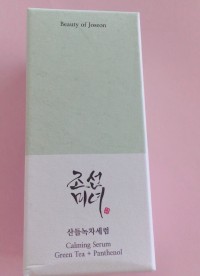 Beauty of Joseon
조선
미녀
산들녹차세럼
Calming Serum
Green Tea + Panthenol